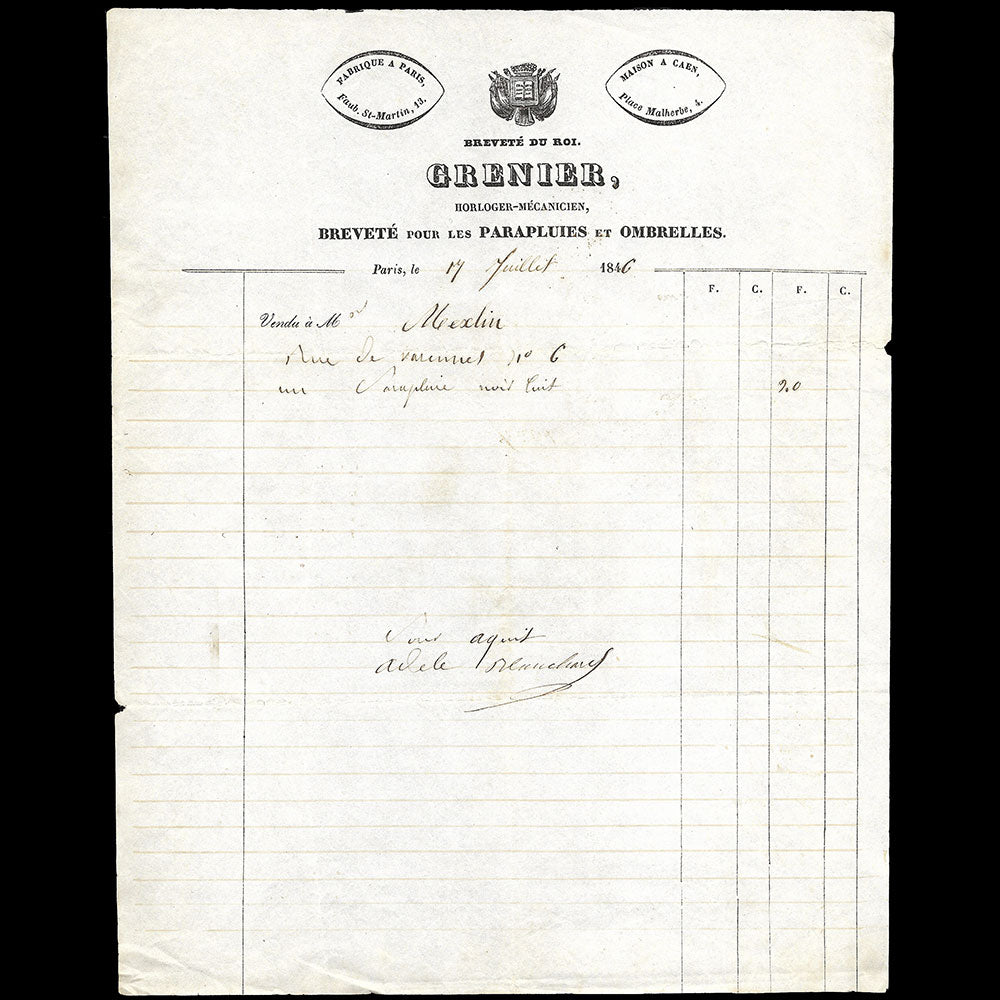 FABRIQUE A PARIS,
Faub. St-Martin, 13.
MAISON A CAEN,
Place Malherbe, 4.
BREVETÉ DU ROI.
GRENIER,
HORLOGER-MÉCANICIEN,
BREVETÉ POUR LES PARAPLUIES ET OMBRELLES.
Paris, le 17 Juillet 1846
F. C. F. C.
Vendu à M
Rue de varennes no 6
un Parapluie noir 20
Pour aquit
adele Blanchard